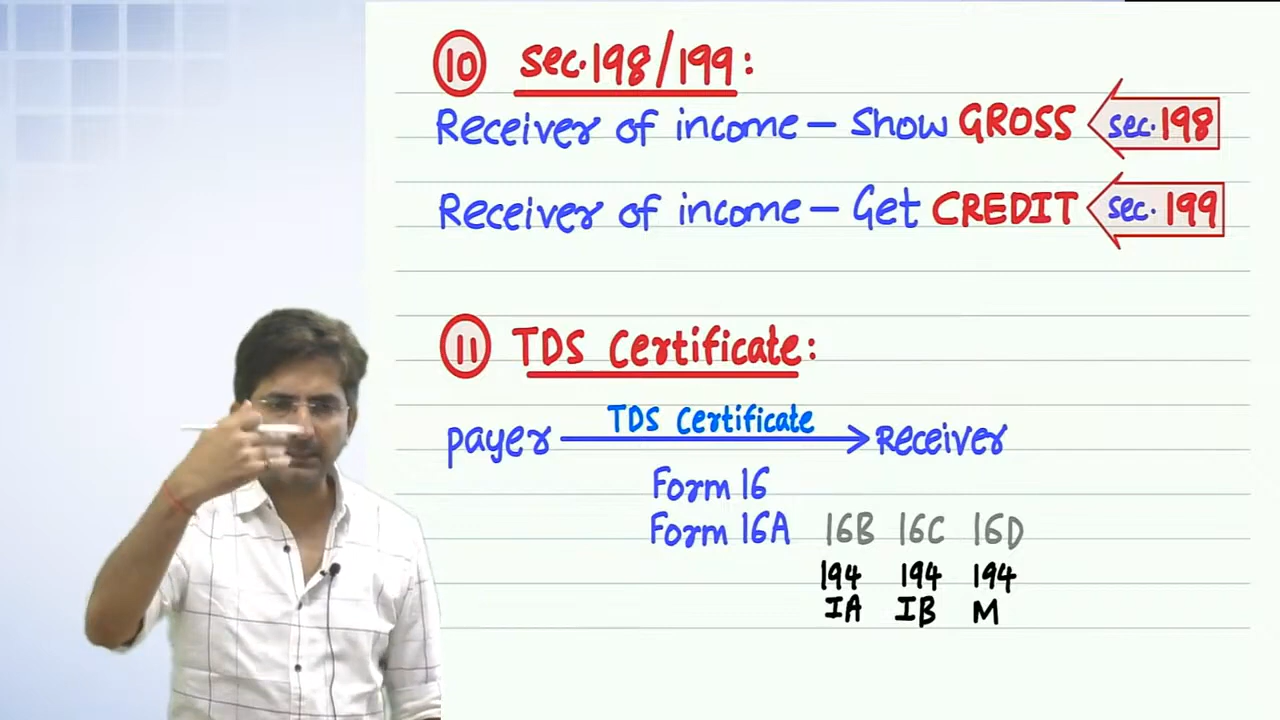 10 Sec.198/199:
Receiver of income – Show GROSS sec.198
Receiver of income – Get CREDIT sec.199
11 TDS Certificate:
TDS Certificate
payer Receiver
Form 16
Form 16A 16B 16C 16D
194 194 194
IA IB M